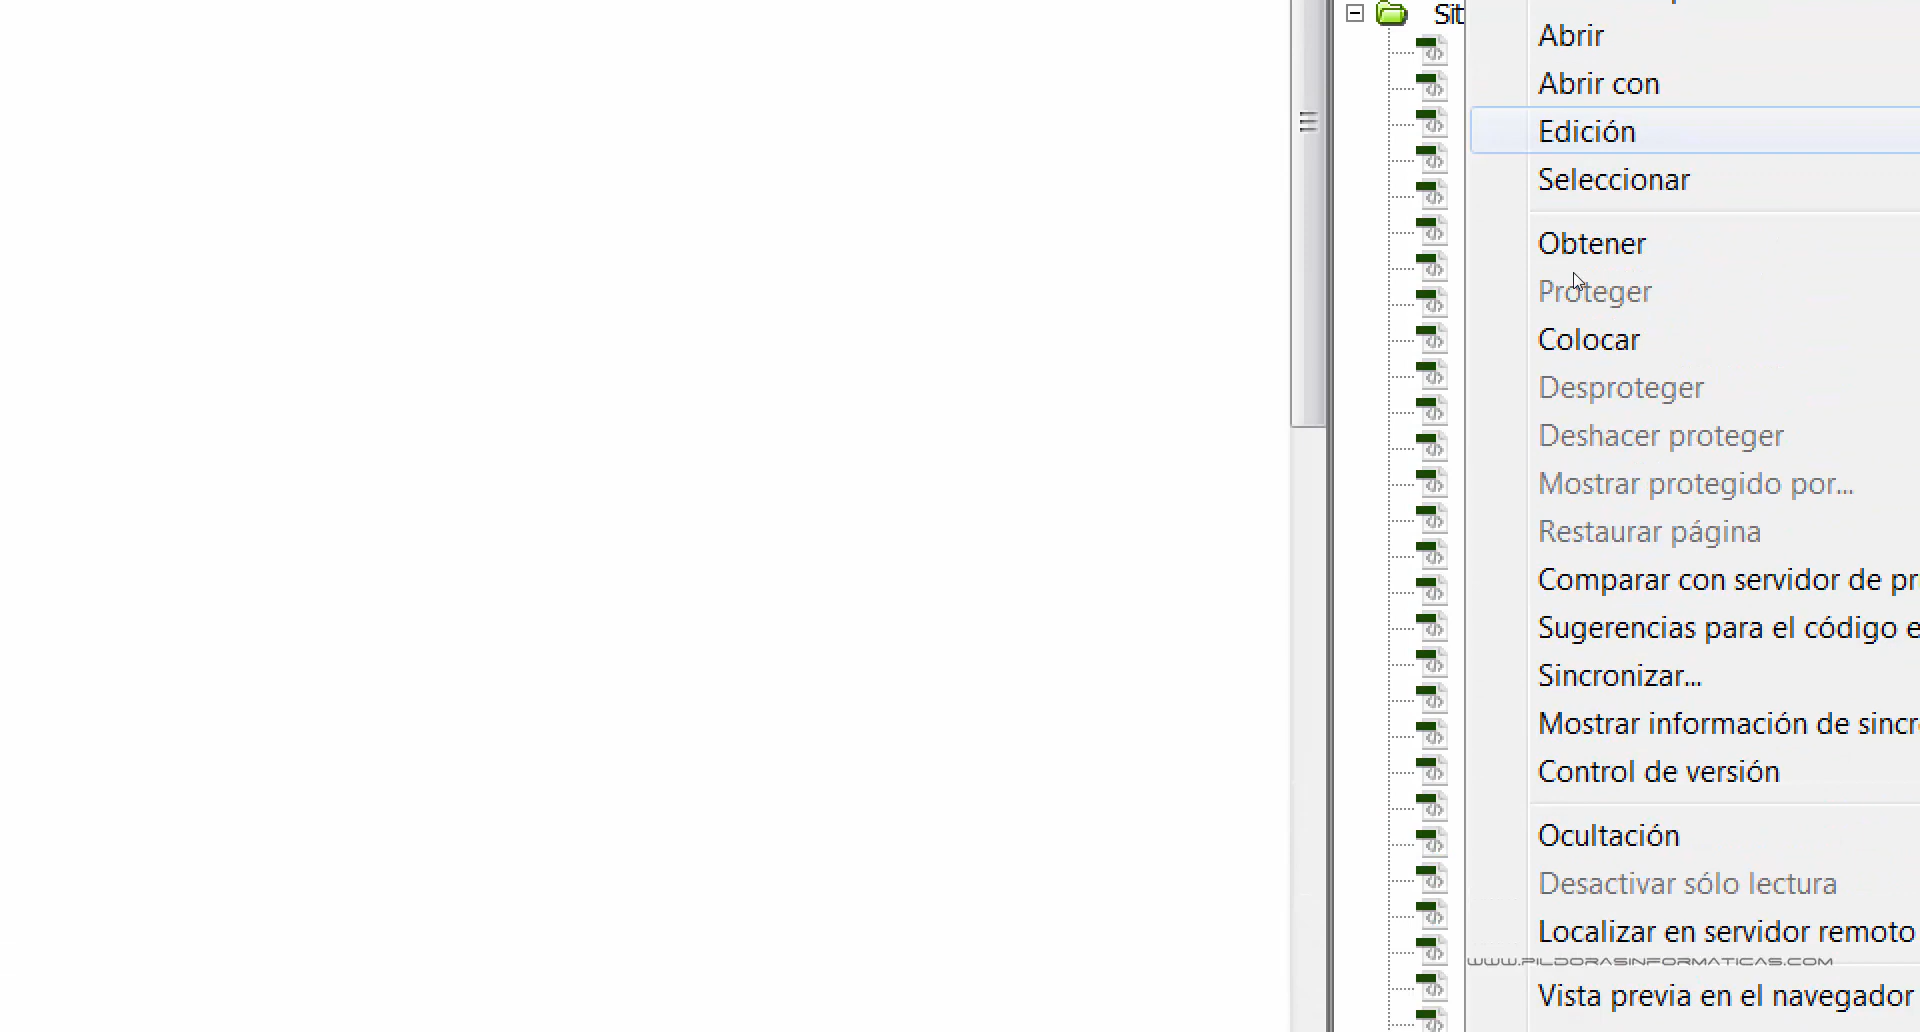 Sit
Abrir
Abrir con
Edición
Seleccionar
Obtener
Proteger
Colocar
Desproteger
Deshacer proteger
Mostrar protegido por...
Restaurar página
Comparar con servidor de pr
Sugerencias para el código e
Sincronizar...
Mostrar información de sincr
Control de versión
Ocultación
Desactivar sólo lectura
Localizar en servidor remoto
WWW.PILDORASINFORMATICAS.COM
Vista previa en el navegador